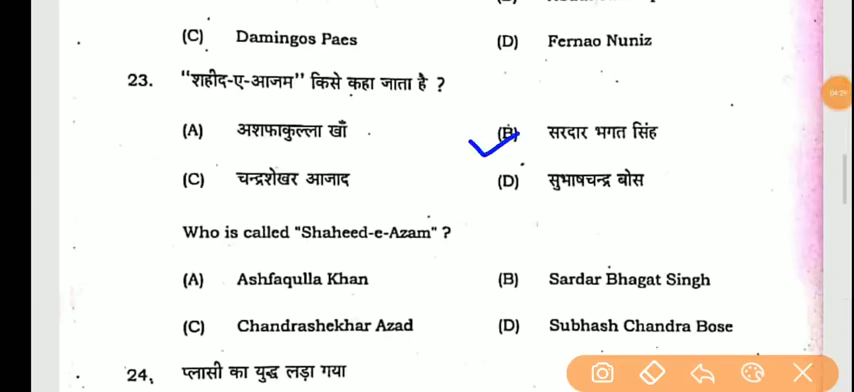 (C) Damingos Paes (D) Fernao Nuniz
23. "शहीद-ए-आजम" किसे कहा जाता है ?
(A) अशफाकुल्ला खाँ (B) सरदार भगत सिंह
(C) चन्द्रशेखर आजाद (D) सुभाषचन्द्र बोस
Who is called "Shaheed-e-Azam" ?
(A) Ashfaqulla Khan (B) Sardar Bhagat Singh
(C) Chandrashekhar Azad (D) Subhash Chandra Bose
24. प्लासी का युद्ध लड़ा गया